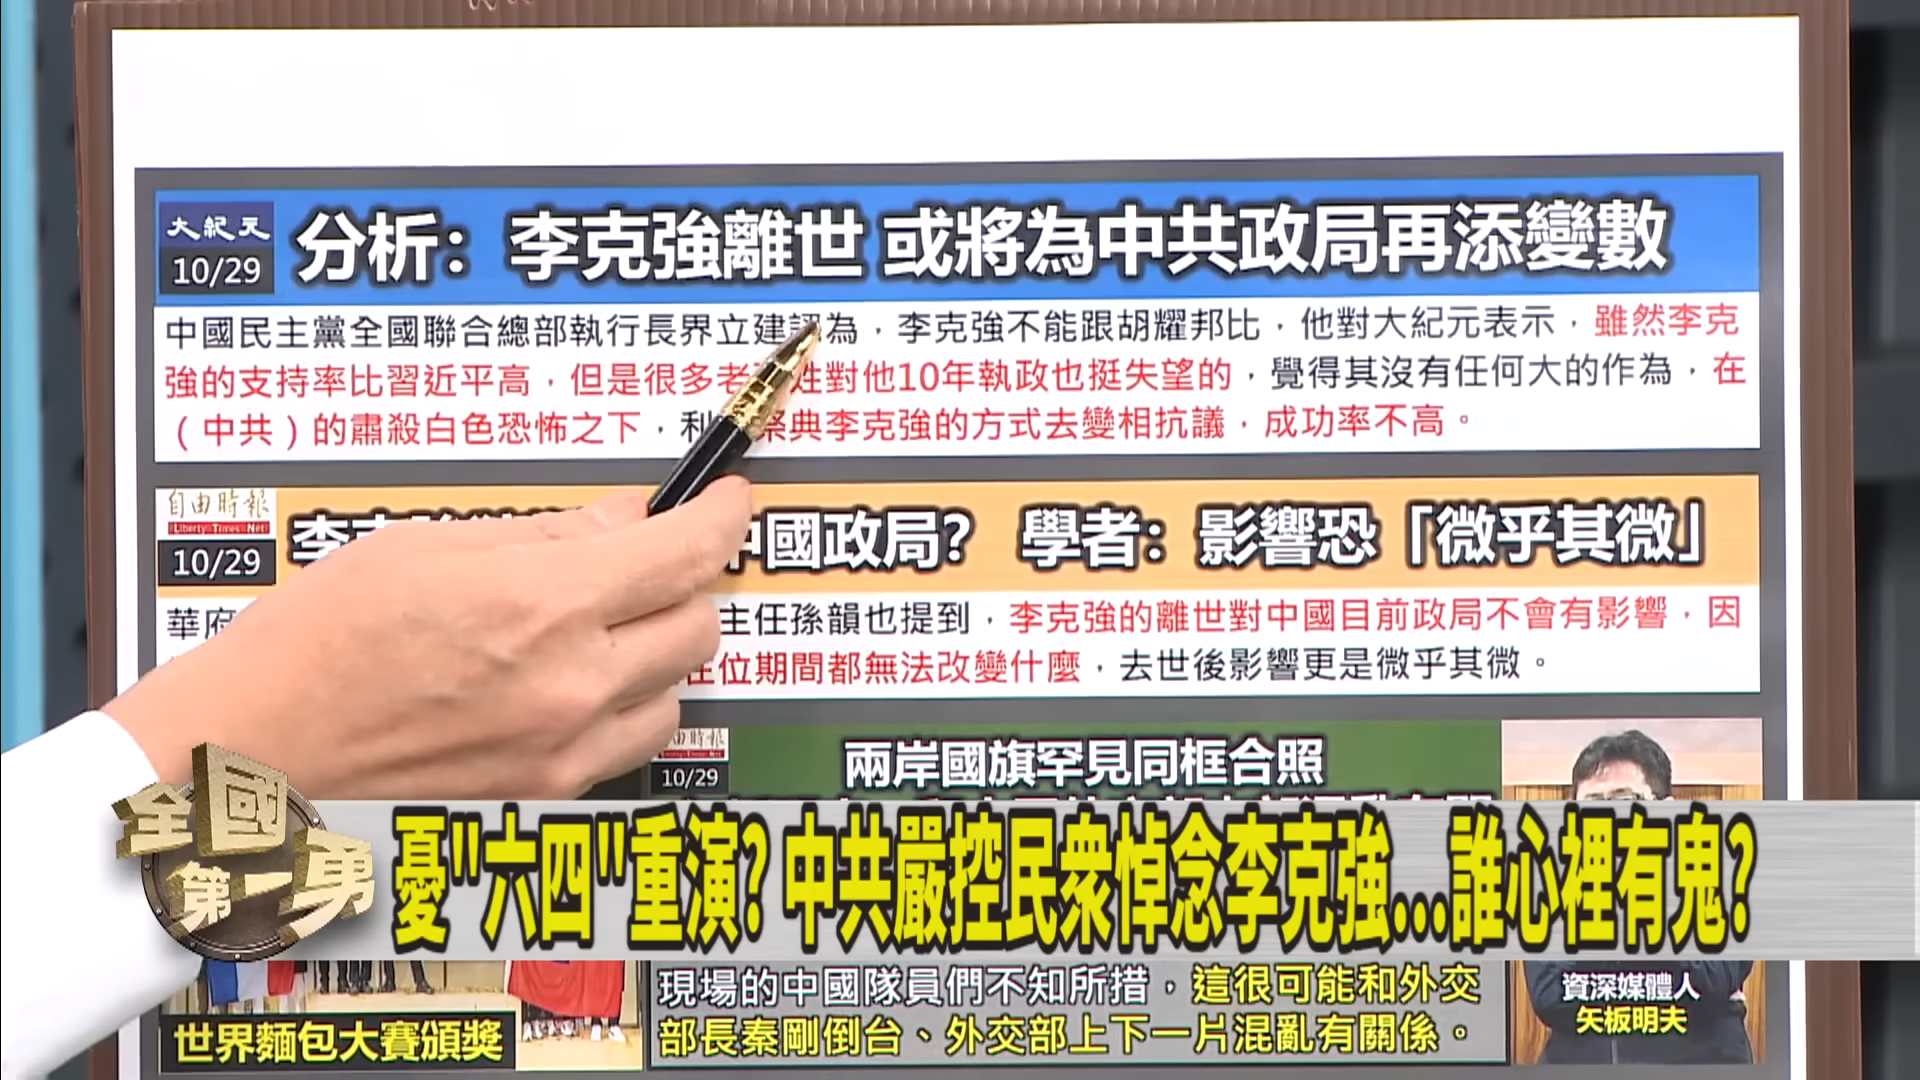 大紀元
10/29
分析：李克強離世 或將為中共政局再添變數
中國民主黨全國聯合總部執行長界立建認為，李克強不能跟胡耀邦比，他對大紀元表示，雖然李克
強的支持率比習近平高，但是很多老 姓對他10年執政也挺失望的，覺得其沒有任何大的作為，在
（中共）的肅殺白色恐怖之下，利 祭典李克強的方式去變相抗議，成功率不高。
自由時報
Liberty Times Net
10/29
李克強 中國政局？ 學者：影響恐「微乎其微」
華府 主任孫韻也提到，李克強的離世對中國目前政局不會有影響，因
在位期間都無法改變什麼，去世後影響更是微乎其微。
自由時報
10/29
兩岸國旗罕見同框合照
全國第一勇
憂"六四"重演？中共嚴控民眾悼念李克強...誰心裡有鬼？
現場的中國隊員們不知所措，這很可能和外交
部長秦剛倒台、外交部上下一片混亂有關係。
世界麵包大賽頒獎
資深媒體人
矢板明夫